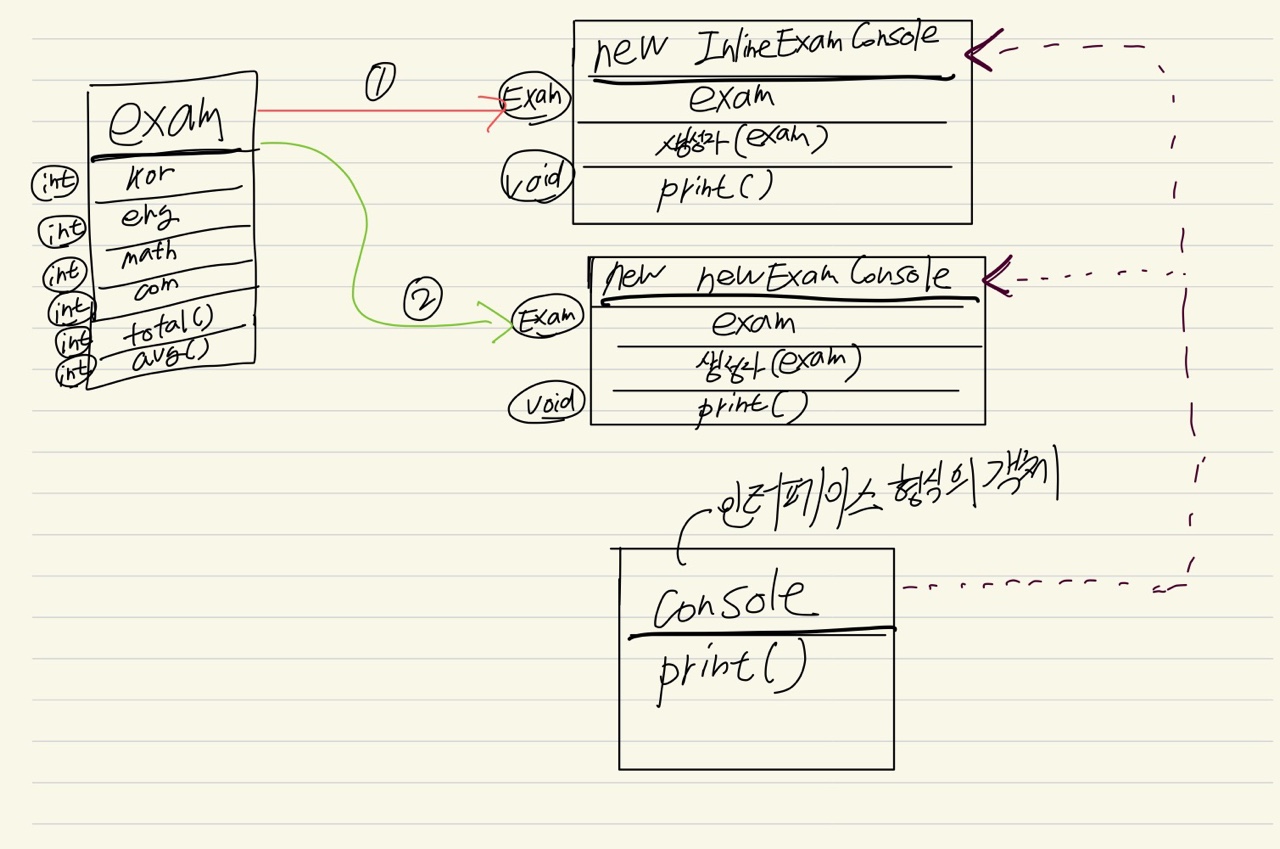 exam
int kor
int eng
int math
int com
int total()
int avg()
①
②
new InlineExamConsole
Exam exam
생성자(exam)
void print()
new newExamConsole
Exam exam
생성자(exam)
void print()
인터페이스 형식의 객체
Console
print()